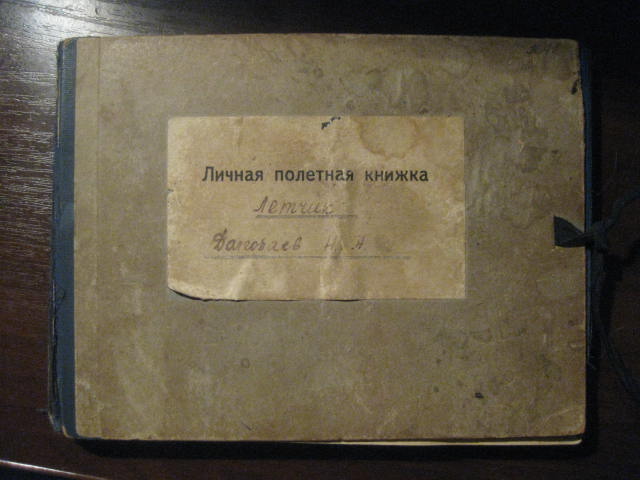 Личная полетная книжка
Летчик
Н. А.